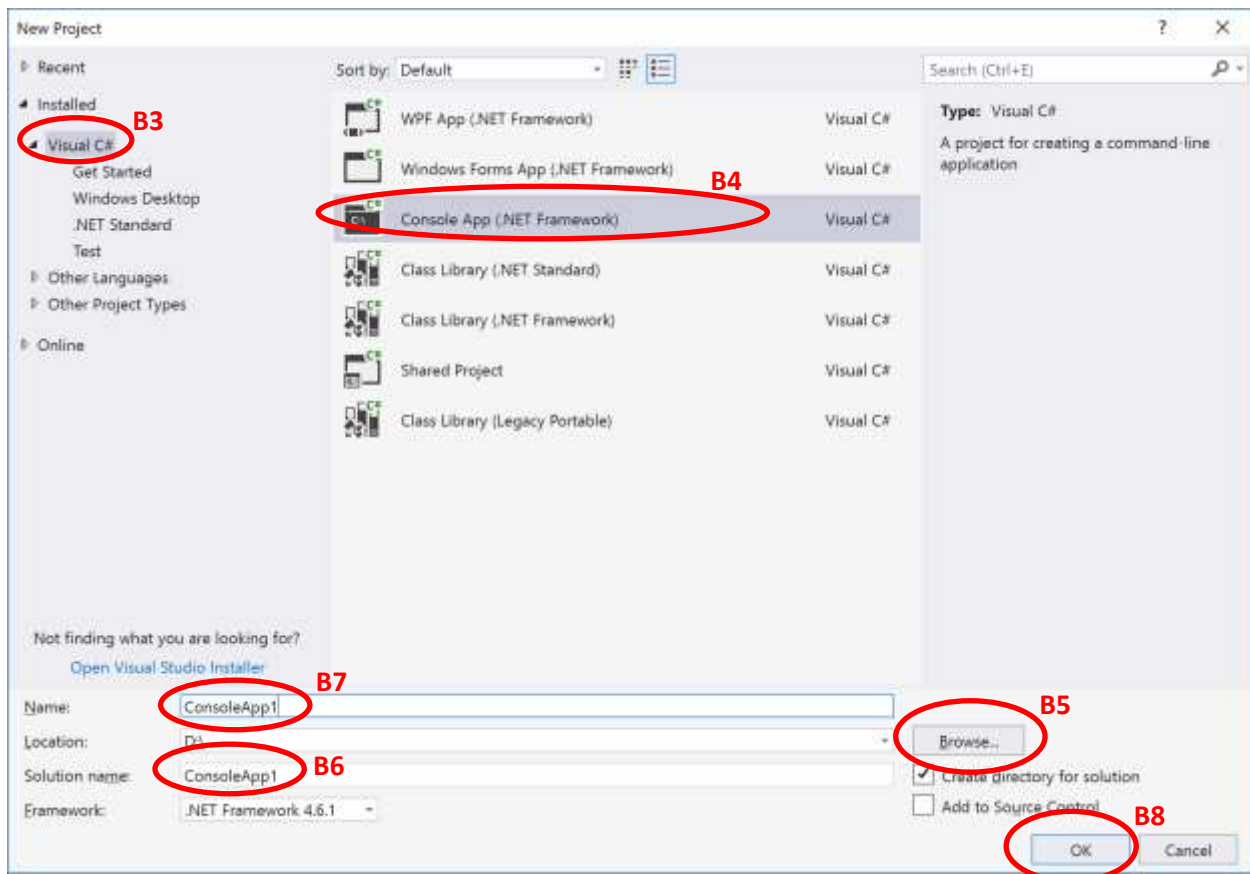 New Project
? X
Recent
Installed
B3
Visual C#
Get Started
Windows Desktop
.NET Standard
Test
Other Languages
Other Project Types
Online
Not finding what you are looking for?
Open Visual Studio Installer
Sort by: Default
WPF App (.NET Framework) Visual C#
Windows Forms App (.NET Framework) Visual C#
B4
Console App (.NET Framework) Visual C#
Class Library (.NET Standard) Visual C#
Class Library (.NET Framework) Visual C#
Shared Project Visual C#
Class Library (Legacy Portable) Visual C#
Search (Ctrl+E)
Type: Visual C#
A project for creating a command-line
application
B7
Name: ConsoleApp1
B5
Location: D:\
Browse...
B6
Solution name: ConsoleApp1
Create directory for solution
Framework: .NET Framework 4.6.1
Add to Source Control
B8
OK Cancel